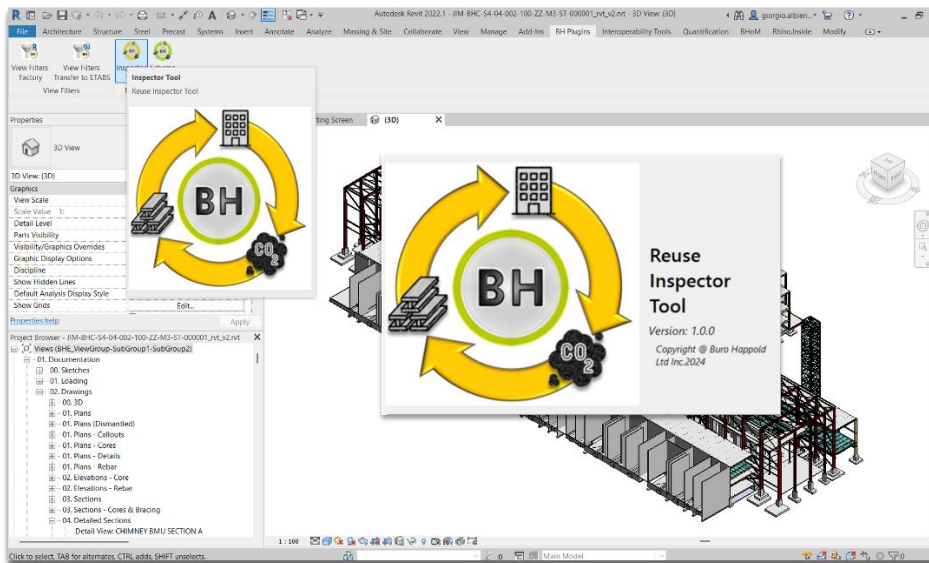 Autodesk Revit 2022.1 - JIM-BHC-S4-04-002-100-ZZ-M3-ST-000001_rvt_v2.rvt - 3D View: {3D}
giorgio.albien...
File Architecture Structure Steel Precast Systems Insert Annotate Analyze Massing & Site Collaborate View Manage Add-Ins BH Plugins Interoperability Tools Quantification BHoM Rhino.Inside Modify
View Filters Factory
View Filters Transfer to ETABS
View Filters
Inspector Tool
Reuse Inspector Tool
BH
CO2
Properties
3D View
3D View: {3D}
Graphics
View Scale
Scale Value 1:
Detail Level
Parts Visibility
Visibility/Graphics Overrides
Graphic Display Options
Discipline
Show Hidden Lines
Default Analysis Display Style
Show Grids Edit...
Properties help Apply
rting Screen {3D} X
BH
CO2
Reuse
Inspector
Tool
Version: 1.0.0
Copyright @ Buro Happold
Ltd Inc.2024
Project Browser - JIM-BHC-S4-04-002-100-ZZ-M3-ST-000001_rvt_v2.rvt X
Views (BHE_ViewGroup-SubGroup1-SubGroup2)
01. Documentation
00. Sketches
01. Loading
02. Drawings
00. 3D
01. Plans
01. Plans (Dismantled)
01. Plans - Callouts
01. Plans - Cores
01. Plans - Details
01. Plans - Rebar
02. Elevations - Core
02. Elevations - Rebar
03. Sections
03. Sections - Cores & Bracing
04. Detailed Sections
Detail View: CHIMNEY BMU SECTION A
1 : 100
Click to select, TAB for alternates, CTRL adds, SHIFT unselects.
:0
Main Model
:0